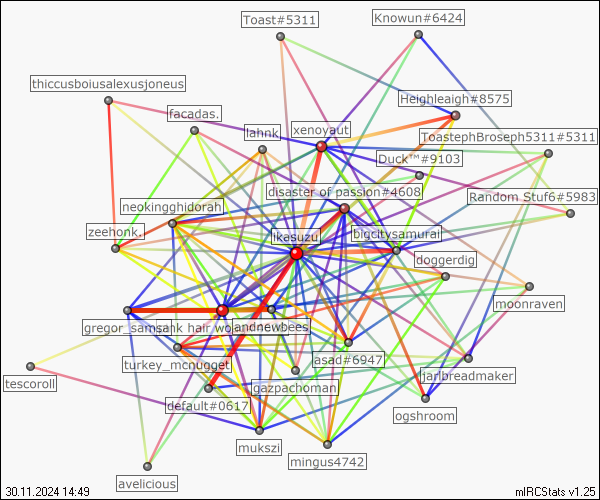 Toast#5311
Knowun#6424
thiccusboiusalexusjoneus
Heighleaigh#8575
facadas.
lahnk.
xenoyaut
ToastephBroseph5311#5311
Duck™#9103
disaster of passion#4608
Random Stuf6#5983
neokingghidorah
zeehonk.
likasuzu
bigcitysamurai
doggerdig
moonraven
gregor_samsa
hank hair wo
andnewbees
asad#6947
turkey_mcnugget
gazpachoman
jarlbreadmaker
tescoroll
default#0617
ogshroom
mukszi
mingus4742
avelicious
30.11.2024 14:49
mIRCStats v1.25